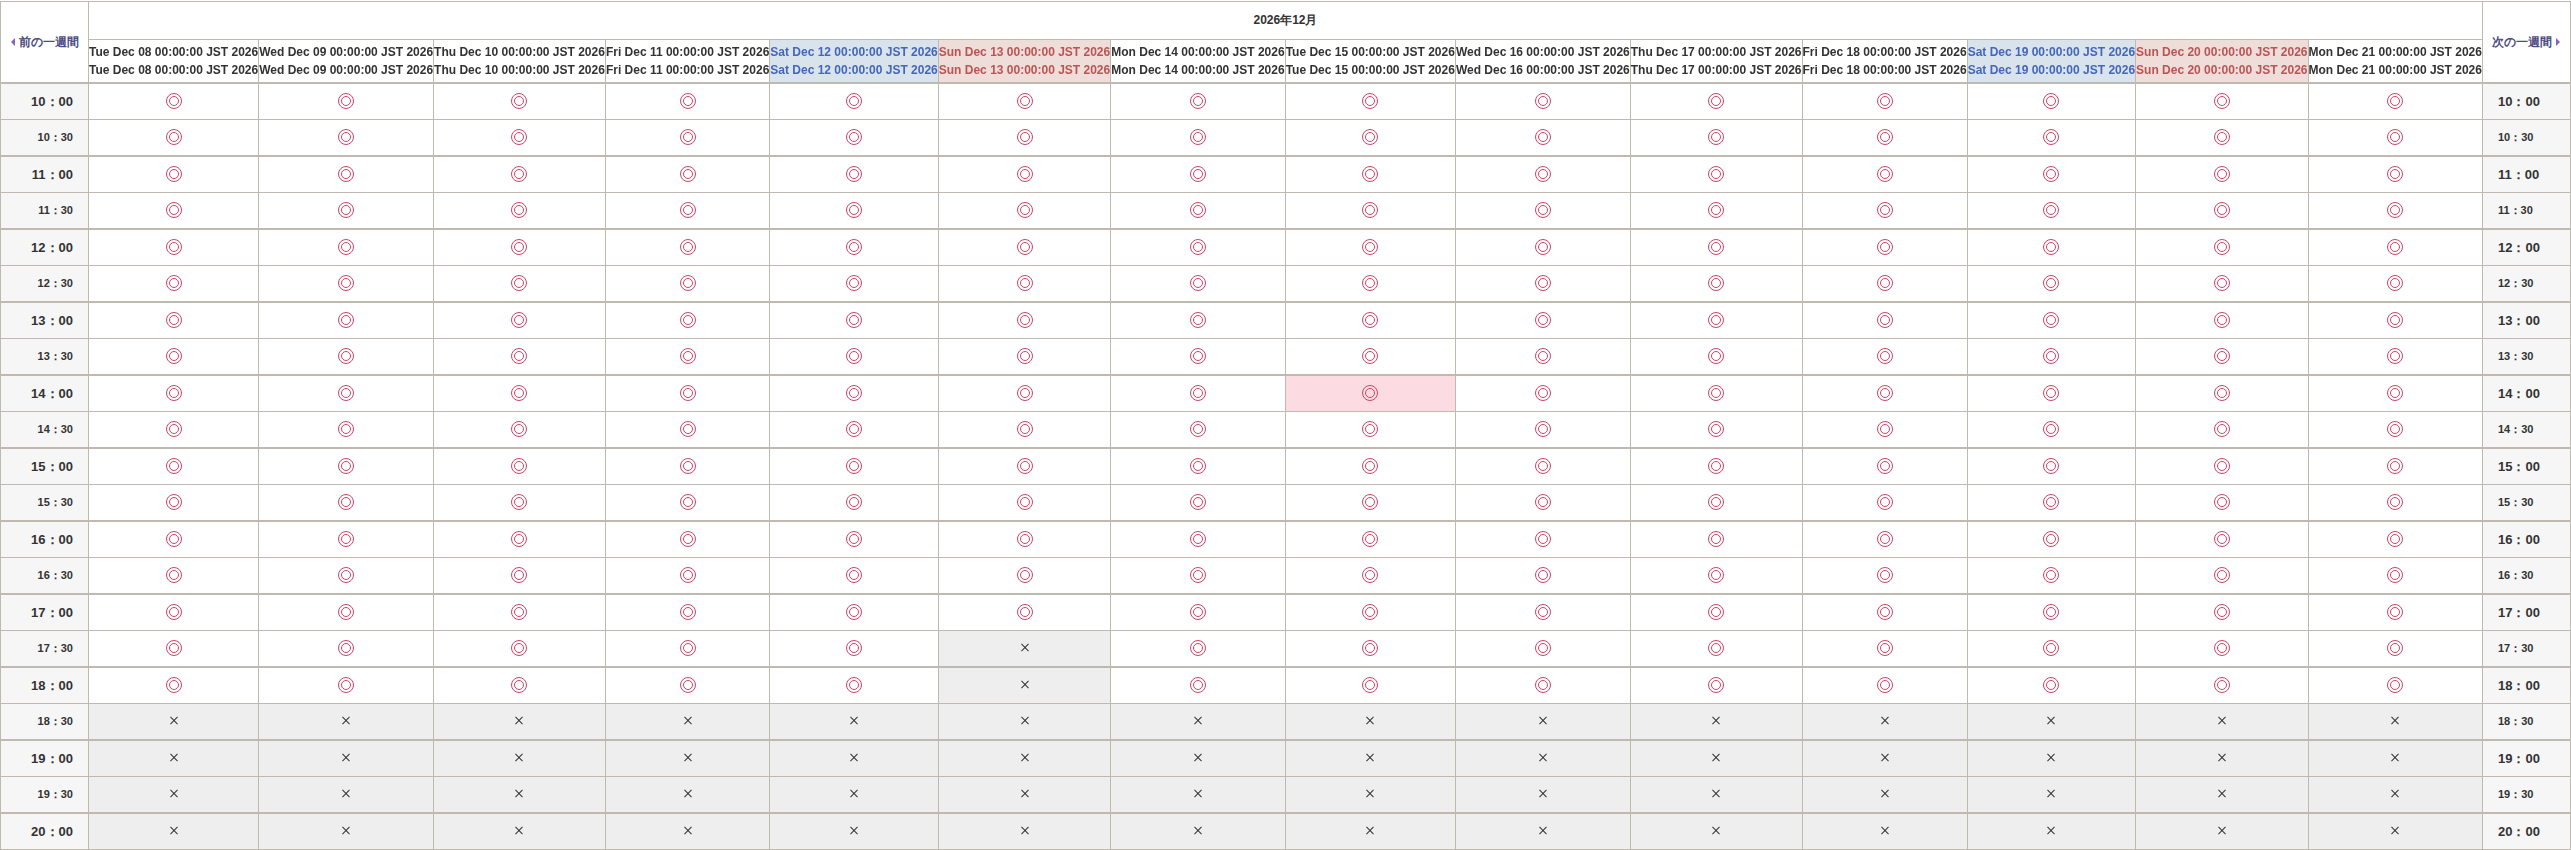 前の一週間
2026年12月
次の一週間
Tue Dec 08 00:00:00 JST 2026 Wed Dec 09 00:00:00 JST 2026 Thu Dec 10 00:00:00 JST 2026 Fri Dec 11 00:00:00 JST 2026 Sat Dec 12 00:00:00 JST 2026 Sun Dec 13 00:00:00 JST 2026 Mon Dec 14 00:00:00 JST 2026 Tue Dec 15 00:00:00 JST 2026 Wed Dec 16 00:00:00 JST 2026 Thu Dec 17 00:00:00 JST 2026 Fri Dec 18 00:00:00 JST 2026 Sat Dec 19 00:00:00 JST 2026 Sun Dec 20 00:00:00 JST 2026 Mon Dec 21 00:00:00 JST 2026
Tue Dec 08 00:00:00 JST 2026 Wed Dec 09 00:00:00 JST 2026 Thu Dec 10 00:00:00 JST 2026 Fri Dec 11 00:00:00 JST 2026 Sat Dec 12 00:00:00 JST 2026 Sun Dec 13 00:00:00 JST 2026 Mon Dec 14 00:00:00 JST 2026 Tue Dec 15 00:00:00 JST 2026 Wed Dec 16 00:00:00 JST 2026 Thu Dec 17 00:00:00 JST 2026 Fri Dec 18 00:00:00 JST 2026 Sat Dec 19 00:00:00 JST 2026 Sun Dec 20 00:00:00 JST 2026 Mon Dec 21 00:00:00 JST 2026
10：00 ◎ ◎ ◎ ◎ ◎ ◎ ◎ ◎ ◎ ◎ ◎ ◎ ◎ ◎ 10：00
10：30 ◎ ◎ ◎ ◎ ◎ ◎ ◎ ◎ ◎ ◎ ◎ ◎ ◎ ◎ 10：30
11：00 ◎ ◎ ◎ ◎ ◎ ◎ ◎ ◎ ◎ ◎ ◎ ◎ ◎ ◎ 11：00
11：30 ◎ ◎ ◎ ◎ ◎ ◎ ◎ ◎ ◎ ◎ ◎ ◎ ◎ ◎ 11：30
12：00 ◎ ◎ ◎ ◎ ◎ ◎ ◎ ◎ ◎ ◎ ◎ ◎ ◎ ◎ 12：00
12：30 ◎ ◎ ◎ ◎ ◎ ◎ ◎ ◎ ◎ ◎ ◎ ◎ ◎ ◎ 12：30
13：00 ◎ ◎ ◎ ◎ ◎ ◎ ◎ ◎ ◎ ◎ ◎ ◎ ◎ ◎ 13：00
13：30 ◎ ◎ ◎ ◎ ◎ ◎ ◎ ◎ ◎ ◎ ◎ ◎ ◎ ◎ 13：30
14：00 ◎ ◎ ◎ ◎ ◎ ◎ ◎ ◎ ◎ ◎ ◎ ◎ ◎ ◎ 14：00
14：30 ◎ ◎ ◎ ◎ ◎ ◎ ◎ ◎ ◎ ◎ ◎ ◎ ◎ ◎ 14：30
15：00 ◎ ◎ ◎ ◎ ◎ ◎ ◎ ◎ ◎ ◎ ◎ ◎ ◎ ◎ 15：00
15：30 ◎ ◎ ◎ ◎ ◎ ◎ ◎ ◎ ◎ ◎ ◎ ◎ ◎ ◎ 15：30
16：00 ◎ ◎ ◎ ◎ ◎ ◎ ◎ ◎ ◎ ◎ ◎ ◎ ◎ ◎ 16：00
16：30 ◎ ◎ ◎ ◎ ◎ ◎ ◎ ◎ ◎ ◎ ◎ ◎ ◎ ◎ 16：30
17：00 ◎ ◎ ◎ ◎ ◎ ◎ ◎ ◎ ◎ ◎ ◎ ◎ ◎ ◎ 17：00
17：30 ◎ ◎ ◎ ◎ ◎ × ◎ ◎ ◎ ◎ ◎ ◎ ◎ ◎ 17：30
18：00 ◎ ◎ ◎ ◎ ◎ × ◎ ◎ ◎ ◎ ◎ ◎ ◎ ◎ 18：00
18：30 × × × × × × × × × × × × × × 18：30
19：00 × × × × × × × × × × × × × × 19：00
19：30 × × × × × × × × × × × × × × 19：30
20：00 × × × × × × × × × × × × × × 20：00